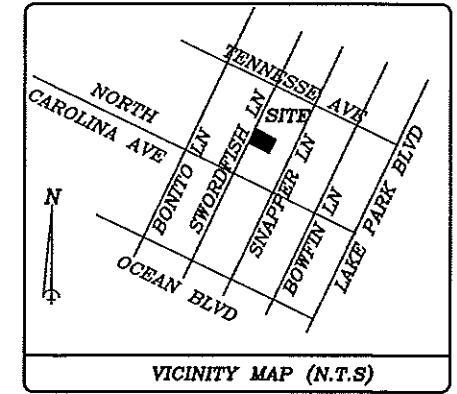 TENNESSE AVE
NORTH
CAROLINA AVE
SITE
BONITO LN
SWORDFISH LN
SNAPPER LN
BOWFIN LN
LAKE PARK BLVD
N
OCEAN BLVD
VICINITY MAP (N.T.S)